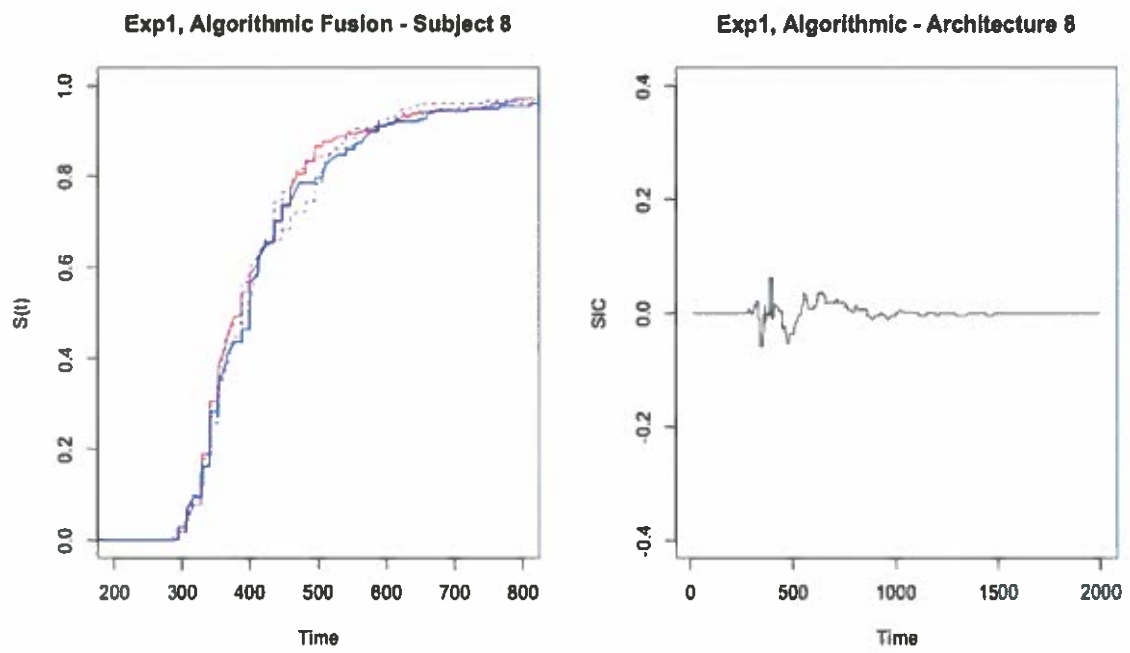 Exp1, Algorithmic Fusion - Subject 8
S(t)
1.0
0.8
0.6
0.4
0.2
0.0
200 300 400 500 600 700 800
Time
Exp1, Algorithmic - Architecture 8
SIC
0.4
0.2
0.0
-0.2
-0.4
0 500 1000 1500 2000
Time